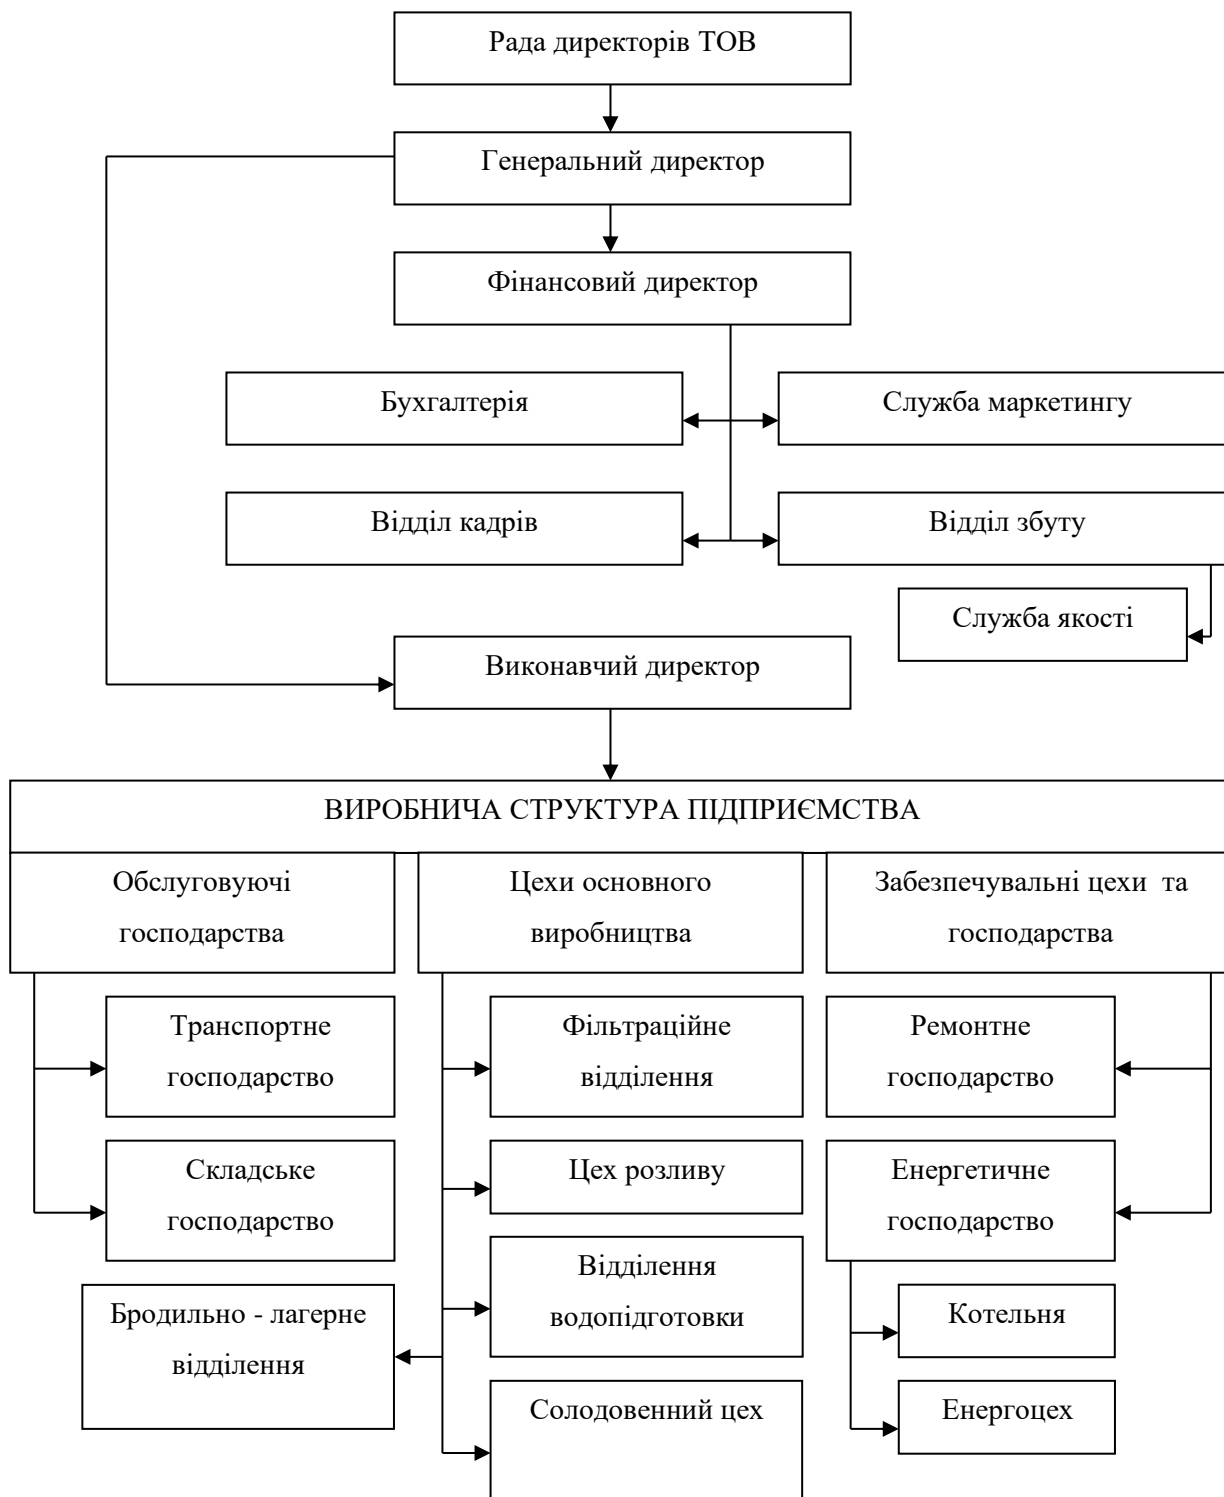 Рада директорів ТОВ
Генеральний директор
Фінансовий директор
Бухгалтерія
Служба маркетингу
Відділ кадрів
Відділ збуту
Служба якості
Виконавчий директор
ВИРОБНИЧА СТРУКТУРА ПІДПРИЄМСТВА
Обслуговуючі
господарства
Цехи основного
виробництва
Забезпечувальні цехи та
господарства
Транспортне
господарство
Фільтраційне
відділення
Ремонтне
господарство
Складське
господарство
Цех розливу
Енергетичне
господарство
Бродильно - лагерне
відділення
Відділення
водопідготовки
Котельня
Солодовенний цех
Енергоцех